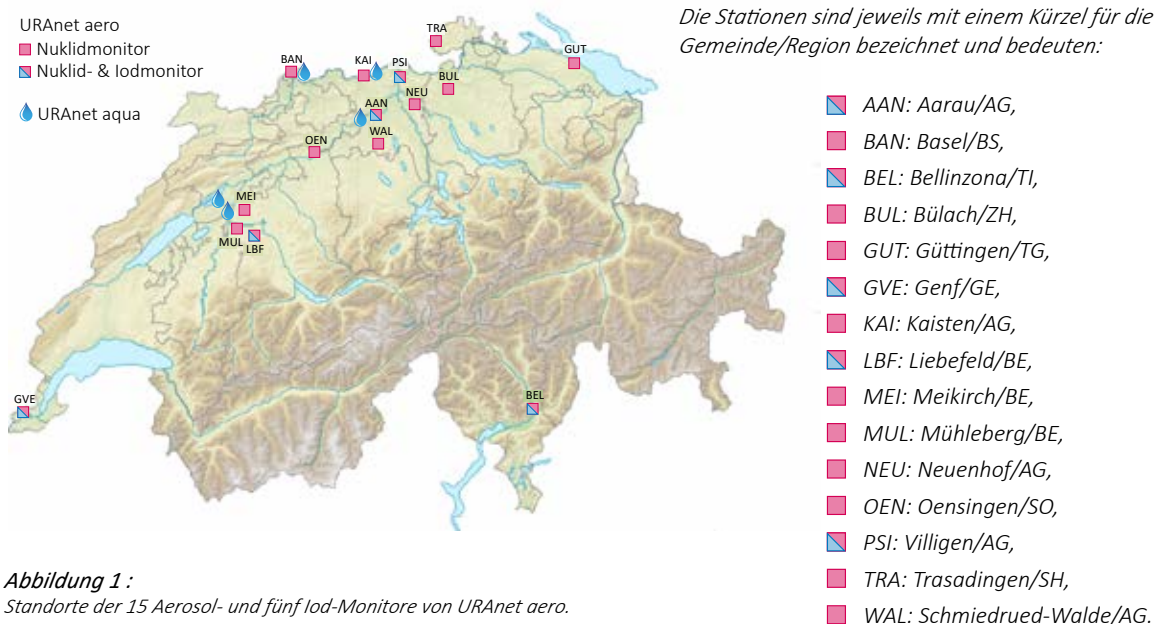 URAnet aero
Nuklidmonitor
Nuklid- & Iodmonitor
URAnet aqua
TRA
GUT
BAN
KAI
PSI
BUL
NEU
AAN
WAL
OEN
MEI
MUL
LBF
GVE
BEL
Die Stationen sind jeweils mit einem Kürzel für die
Gemeinde/Region bezeichnet und bedeuten:
AAN: Aarau/AG,
BAN: Basel/BS,
BEL: Bellinzona/TI,
BUL: Bülach/ZH,
GUT: Güttingen/TG,
GVE: Genf/GE,
KAI: Kaisten/AG,
LBF: Liebefeld/BE,
MEI: Meikirch/BE,
MUL: Mühleberg/BE,
NEU: Neuenhof/AG,
OEN: Oensingen/SO,
PSI: Villigen/AG,
TRA: Trasadingen/SH,
WAL: Schmiedrued-Walde/AG.
Abbildung 1 :
Standorte der 15 Aerosol- und fünf Iod-Monitore von URAnet aero.